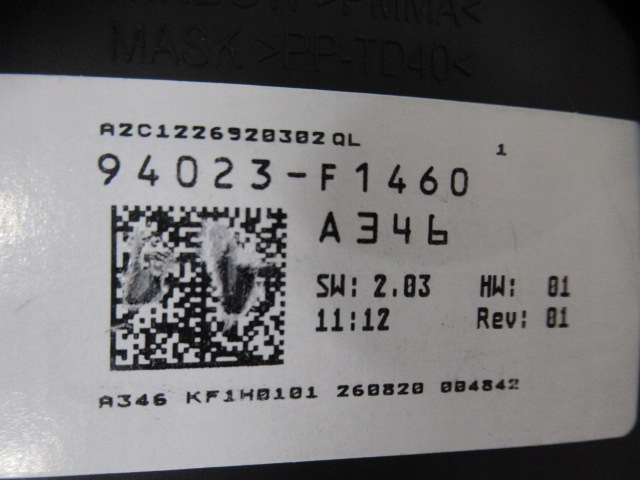 >PMMA<
MASK >PP-TD40<
A2C1226920302QL 1
94023-F1460
A346
SW: 2.03 HW: 01
11:12 Rev: 01
A346 KF1H0101 260820 004842